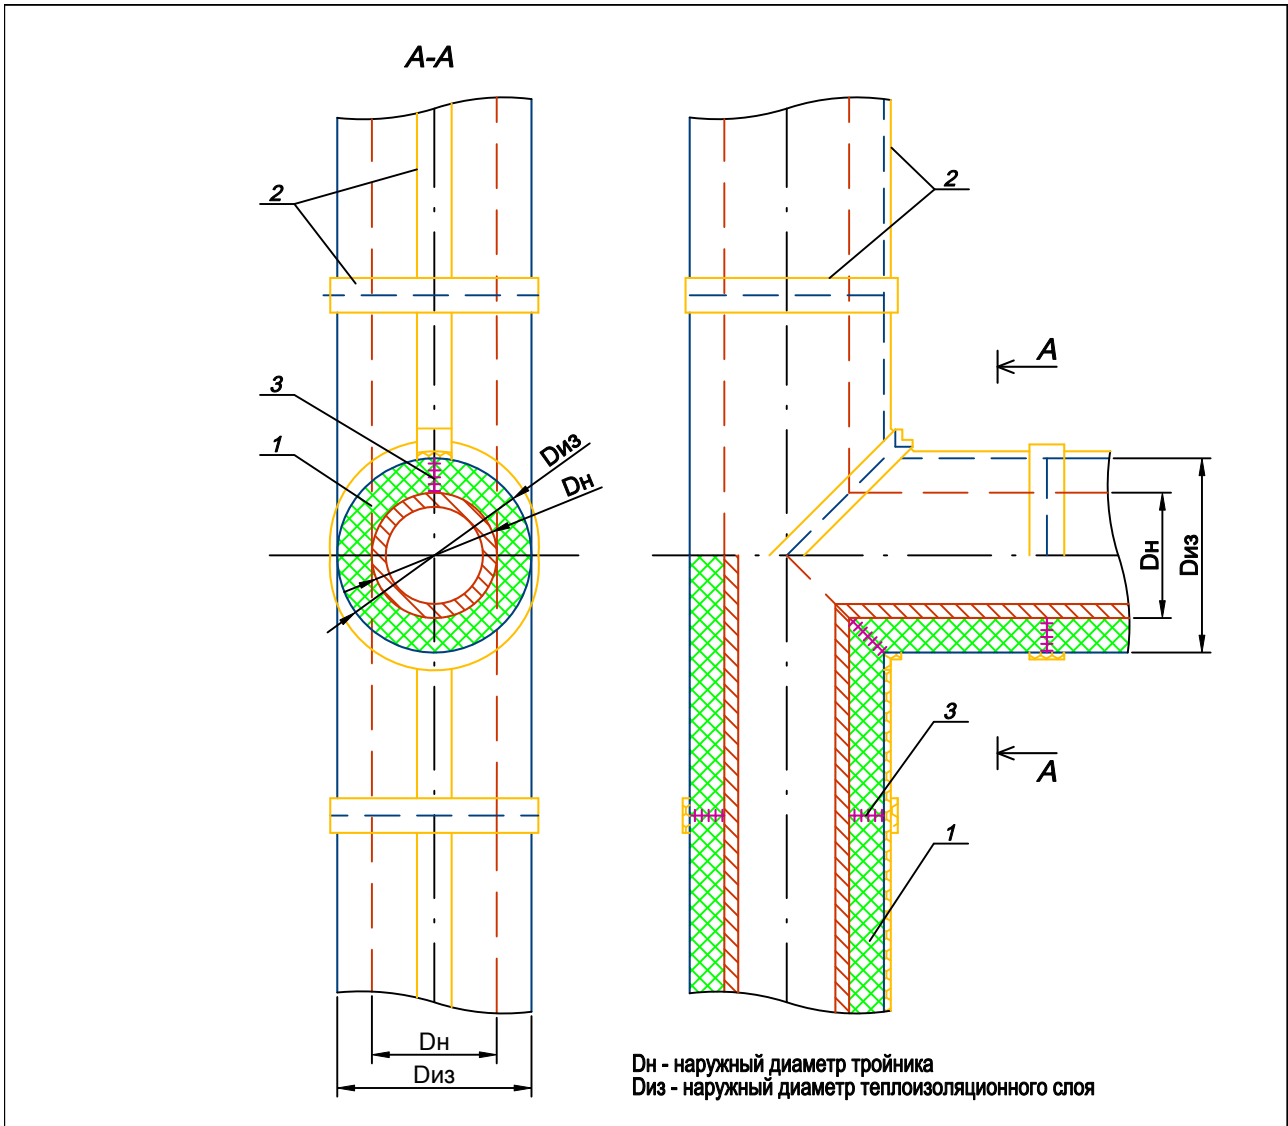 А-А
2
2
А
3
1
Dиз
Dн
Dн
Dиз
3
А
1
Dн
Dиз
Dн - наружный диаметр тройника
Dиз - наружный диаметр теплоизоляционного слоя